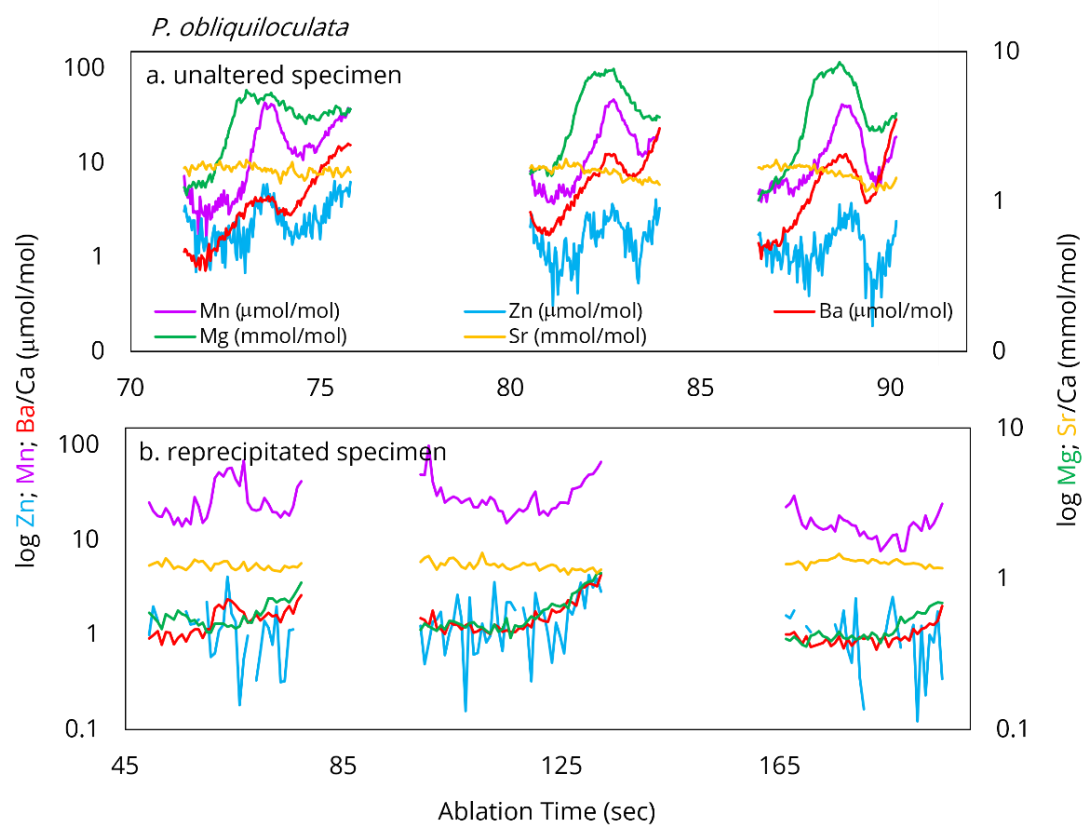 P. obliquiloculata
a. unaltered specimen
100
10
1
0
10
1
0
Mn (μmol/mol)
Zn (μmol/mol)
Ba (μmol/mol)
Mg (mmol/mol)
Sr (mmol/mol)
70
75
80
85
90
b. reprecipitated specimen
100
10
1
0.1
10
1
0.1
45
85
125
165
Ablation Time (sec)
log Zn; Mn; Ba/Ca (μmol/mol)
log Mg; Sr/Ca (mmol/mol)